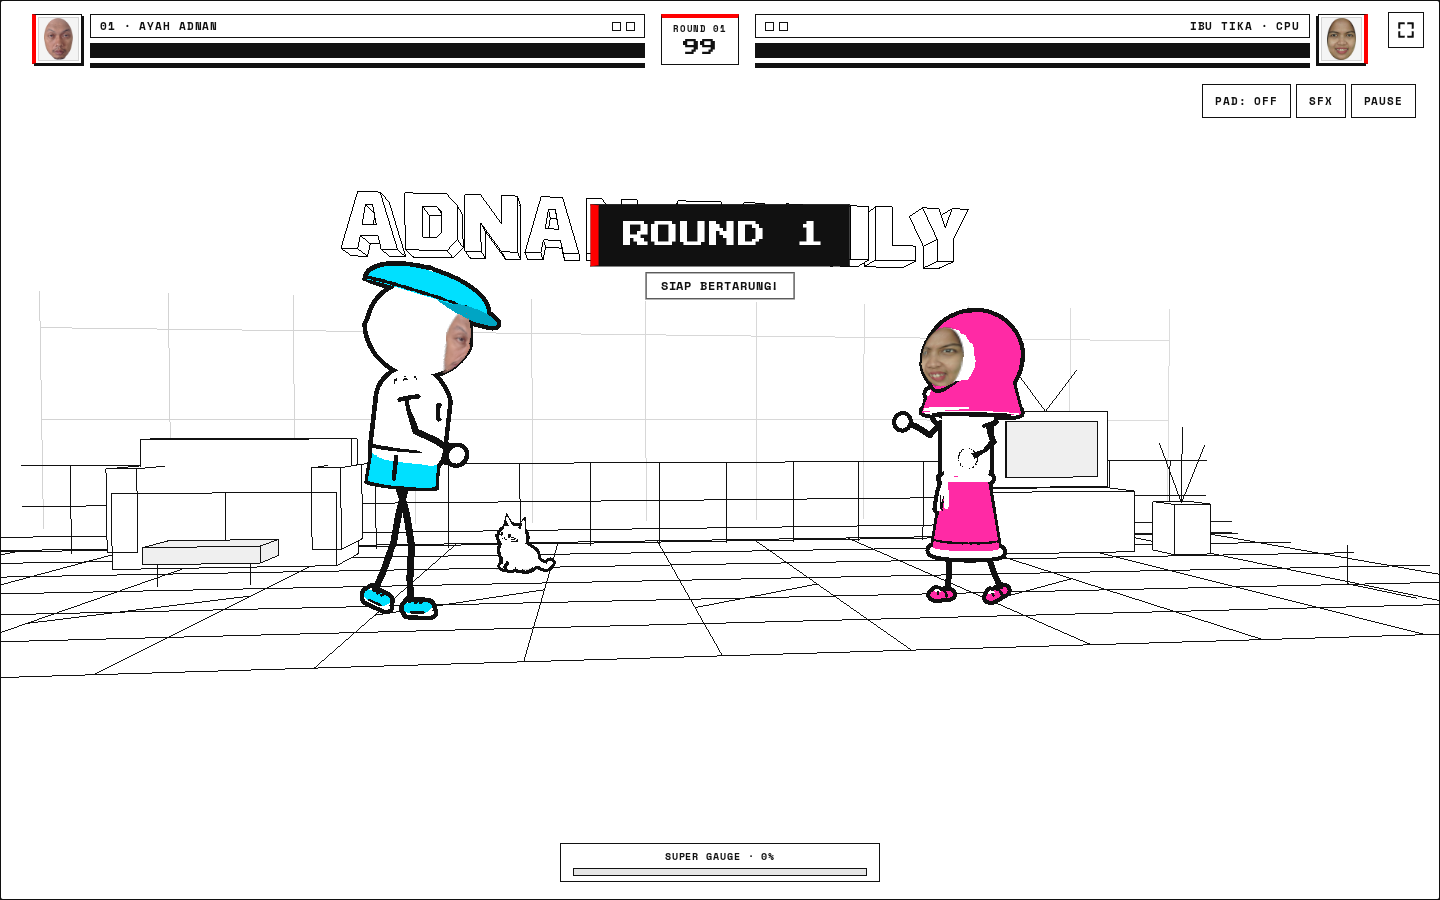 01 · AYAH ADNAN
ROUND 01
99
IBU TIKA · CPU
PAD: OFF
SFX
PAUSE
ROUND 1
SIAP BERTARUNG!
SUPER GAUGE · 0%